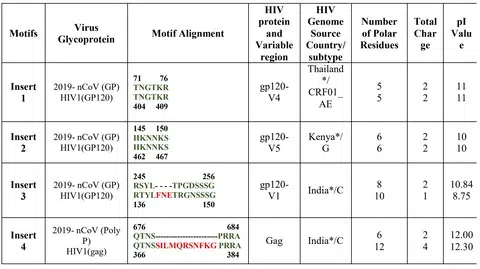 Motifs
Virus Glycoprotein
Motif Alignment
HIV protein and Variable region
HIV Genome Source Country/ subtype
Number of Polar Residues
Total Char ge
pI Valu e
Insert 1
2019- nCoV (GP)
HIV1(GP120)
71 76
TNGTKR
TNGTKR
404 409
gp120- V4
Thailand */ CRF01_ AE
5
5
2
2
11
11
Insert 2
2019- nCoV (GP)
HIV1(GP120)
145 150
HKNNKS
HKNNKS
462 467
gp120- V5
Kenya*/ G
6
6
2
2
10
10
Insert 3
2019- nCoV (GP)
HIV1(GP120)
245 256
RSYL- - - -TPGDSSSG
RTYLFNETRGNSSSG
136 150
gp120- V1
India*/C
8
10
2
1
10.84
8.75
Insert 4
2019- nCoV (Poly P)
HIV1(gag)
676 684
QTNS----------------------PRRA
QTNSSILMQRSNFKG PRRA
366 384
Gag
India*/C
6
12
2
4
12.00
12.30